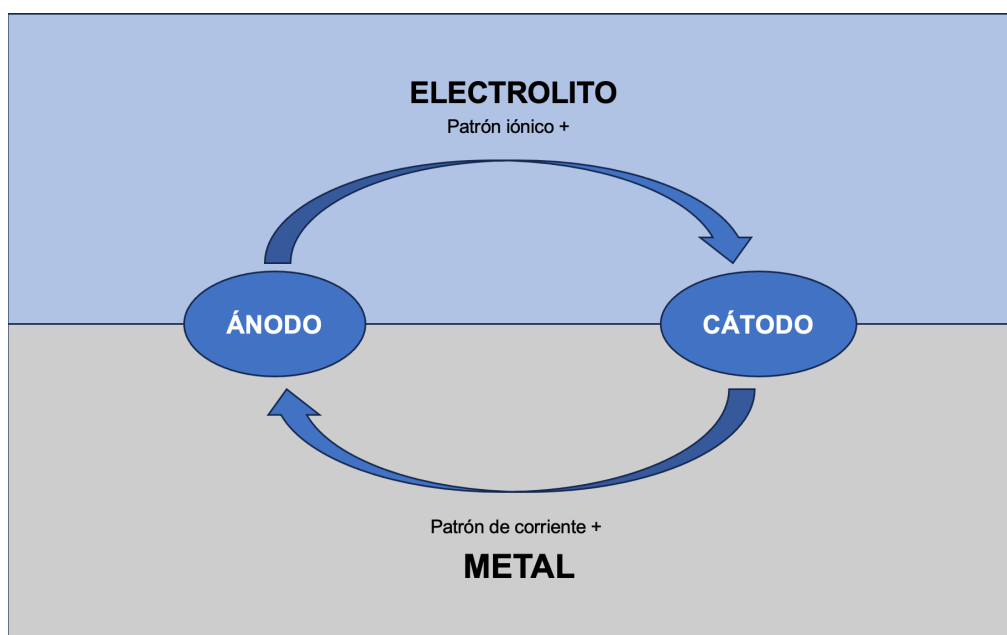 ELECTROLITO
Patrón iónico +
ÁNODO
CÁTODO
Patrón de corriente +
METAL